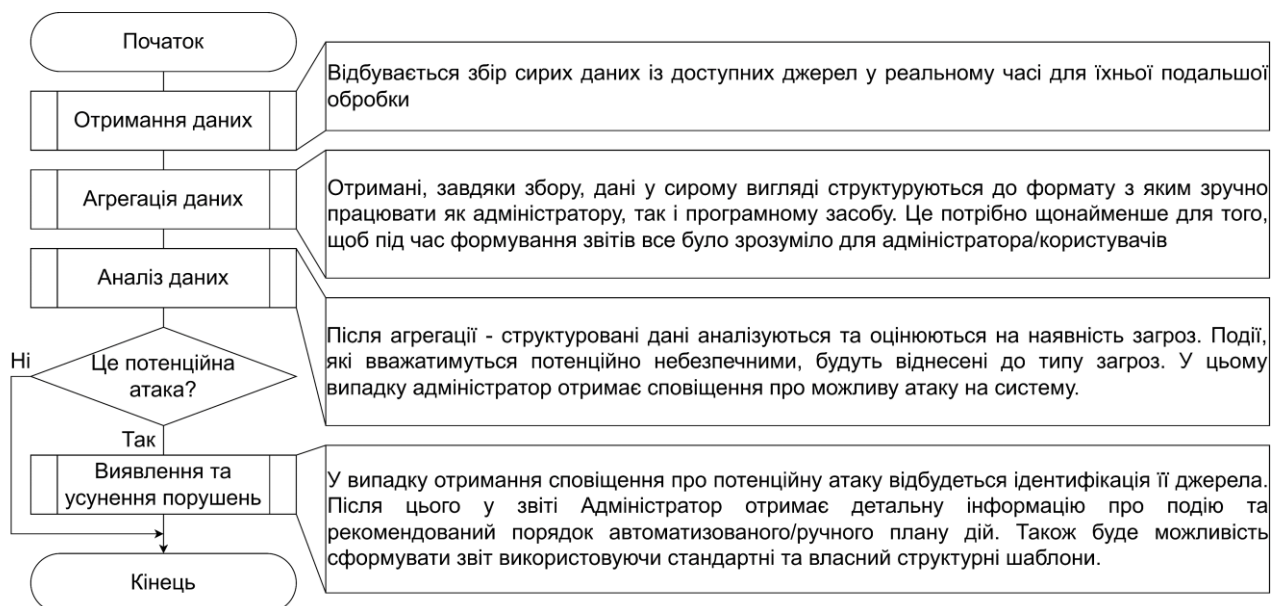 Початок
Відбувається збір сирих даних із доступних джерел у реальному часі для їхньої подальшої
обробки
Отримання даних
Отримані, завдяки збору, дані у сирому вигляді структуруються до формату з яким зручно
працювати як адміністратору, так і програмному засобу. Це потрібно щонайменше для того,
щоб під час формування звітів все було зрозуміло для адміністратора/користувачів
Агрегація даних
Аналіз даних
Після агрегації - структуровані дані аналізуються та оцінюються на наявність загроз. Події,
які вважатимуться потенційно небезпечними, будуть віднесені до типу загроз. У цьому
випадку адміністратор отримає сповіщення про можливу атаку на систему.
Ні
Це потенційна
атака?
Так
Виявлення та
усунення порушень
У випадку отримання сповіщення про потенційну атаку відбудеться ідентифікація її джерела.
Після цього у звіті Адміністратор отримає детальну інформацію про подію та
рекомендований порядок автоматизованого/ручного плану дій. Також буде можливість
сформувати звіт використовуючи стандартні та власний структурні шаблони.
Кінець